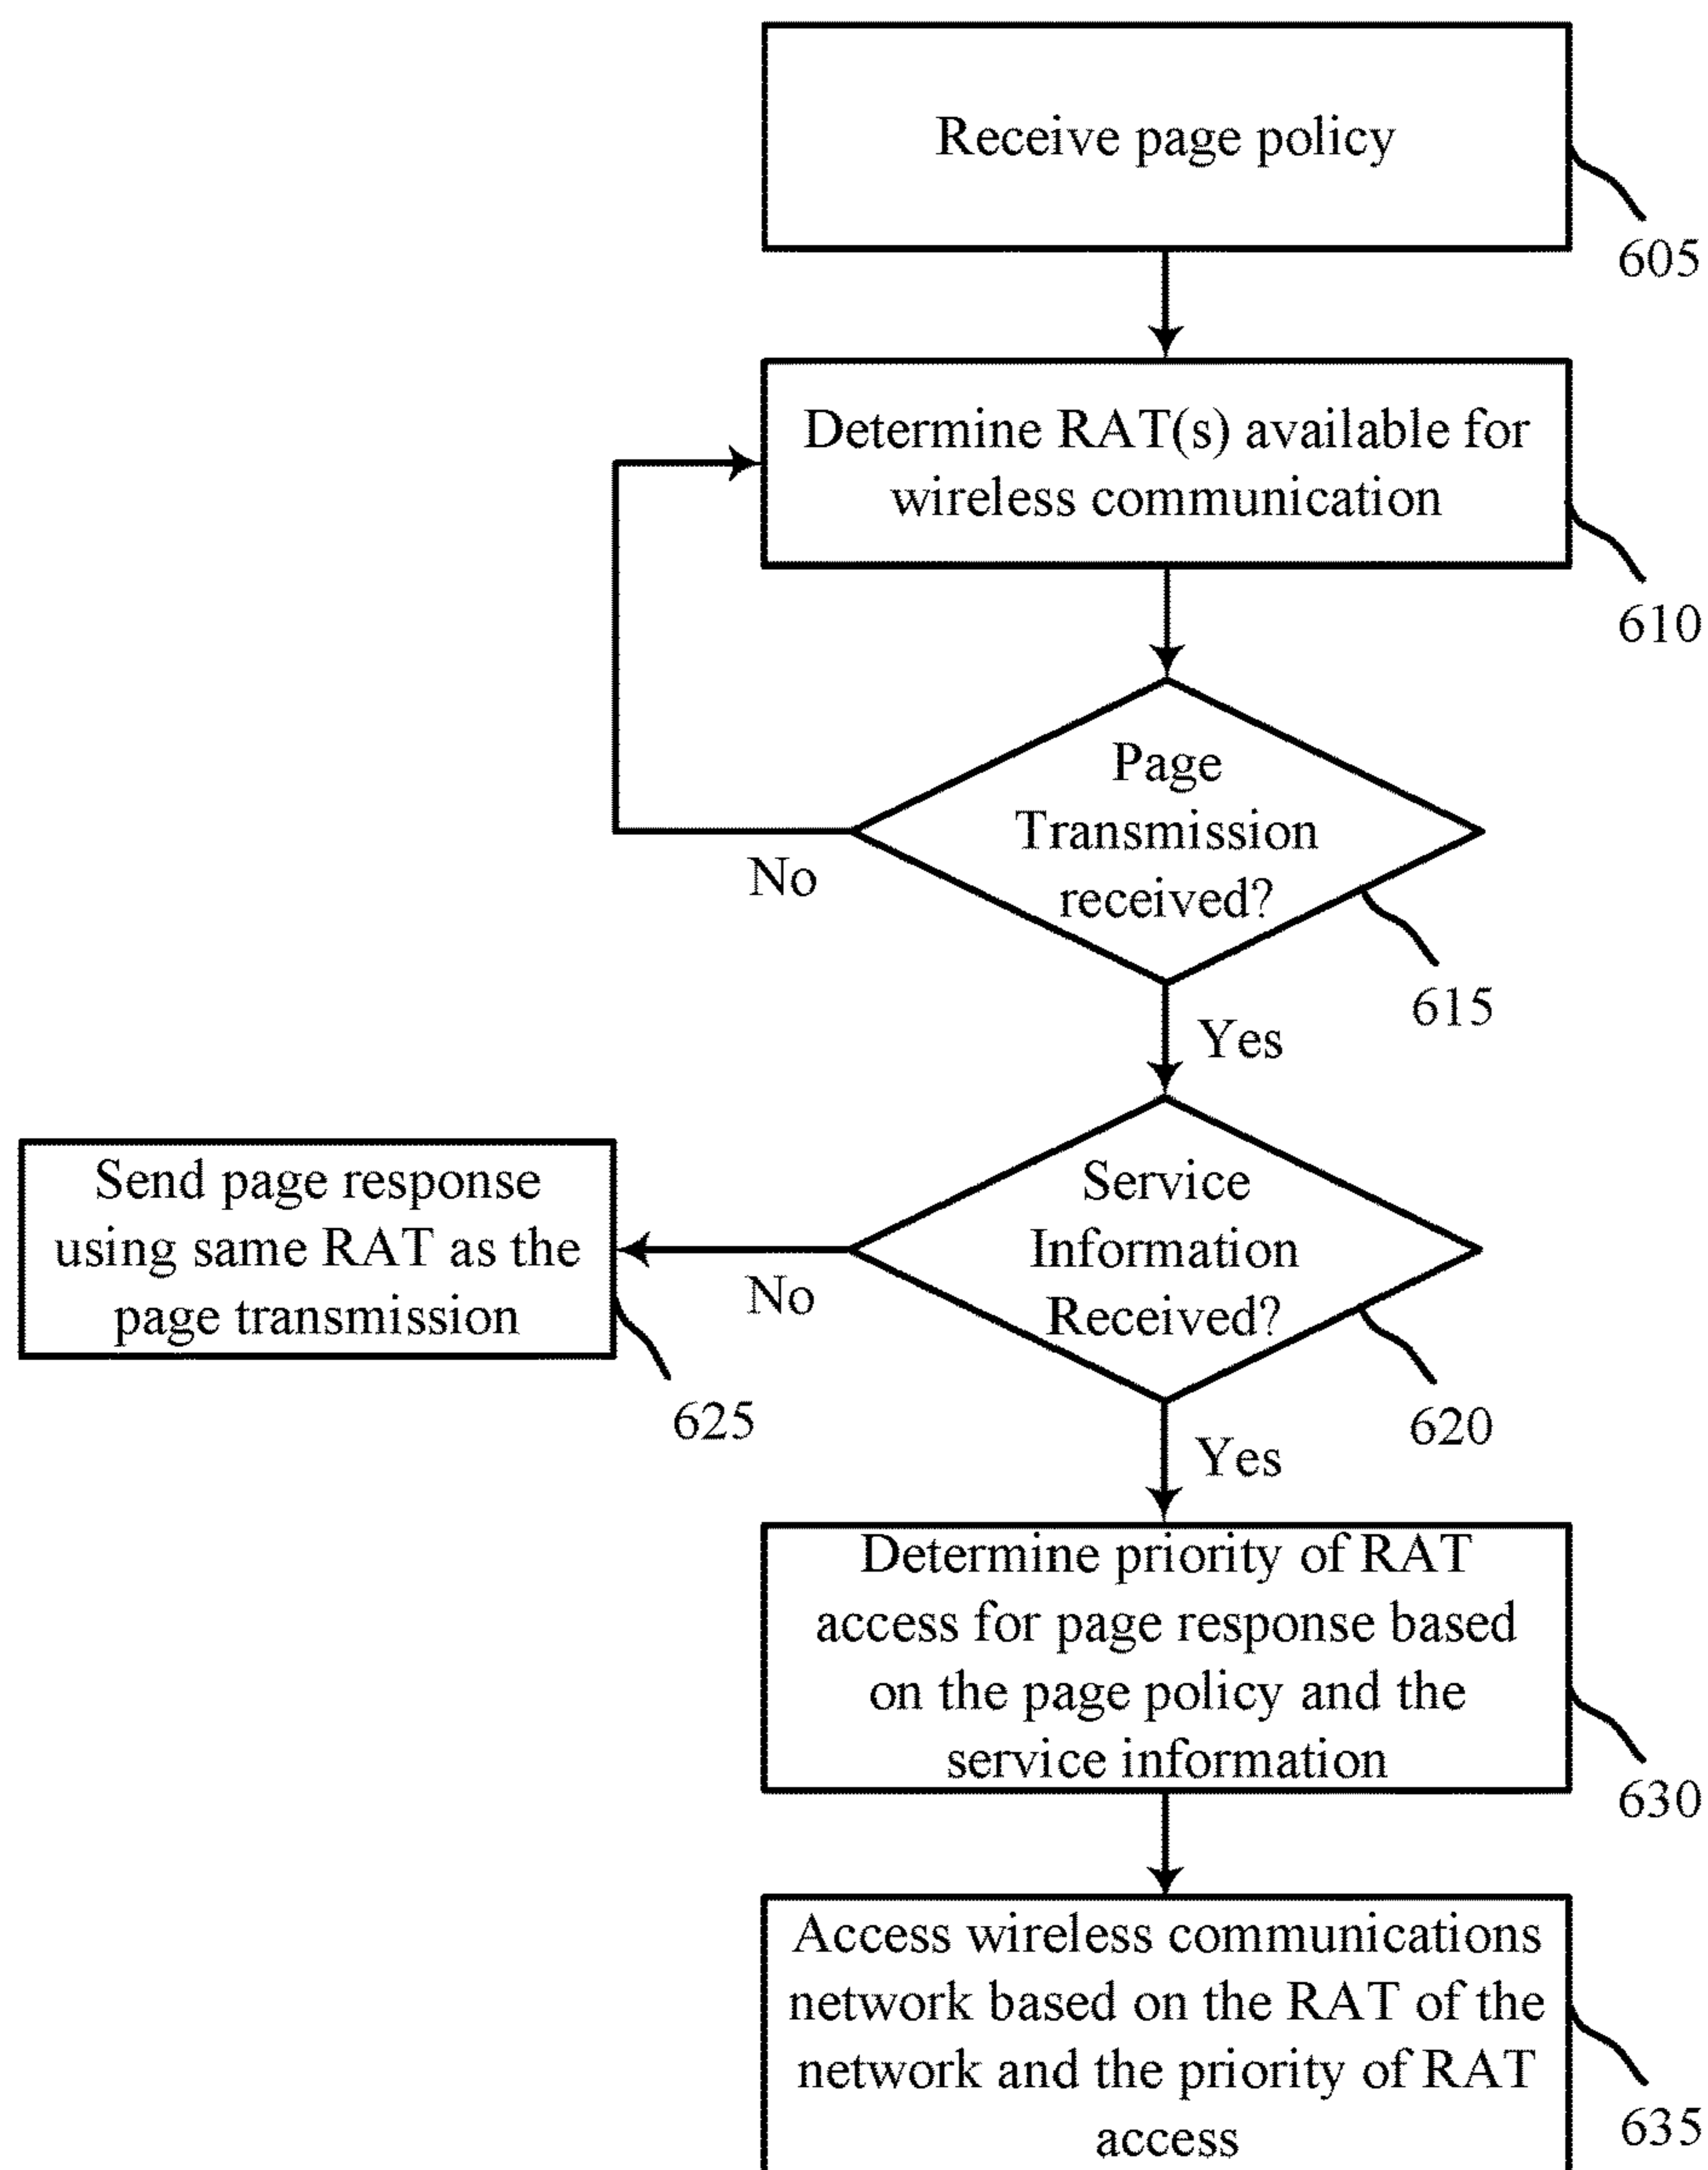 Receive page policy
605
Determine RAT(s) available for
wireless communication
610
Page
Transmission
received?
No
615
Yes
Service
Information
Received?
Send page response
using same RAT as the
page transmission
No
625
620
Yes
Determine priority of RAT
access for page response based
on the page policy and the
service information
630
Access wireless communications
network based on the RAT of the
network and the priority of RAT
access
635